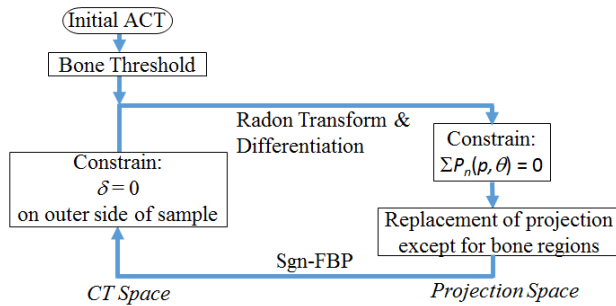 Initial ACT
Bone Threshold
Radon Transform &
Differentiation
Constrain:
ΣPₙ(p, θ) = 0
Constrain:
δ = 0
on outer side of sample
Replacement of projection
except for bone regions
Sgn-FBP
CT Space
Projection Space